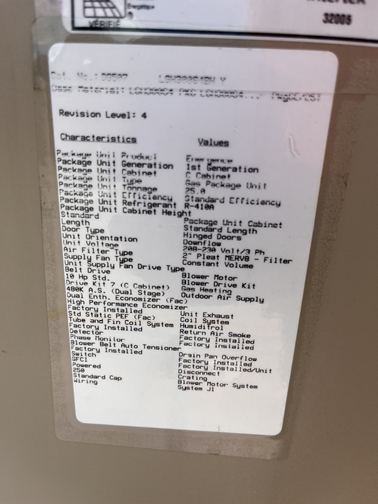 VÉRIFIÉ
32006
Revision Level: 4
Characteristics Values
Package Unit Product Emergence
Package Unit Generation 1st Generation
Package Unit Cabinet C Cabinet
Package Unit Type Gas Package Unit
Package Unit Tonnage 25.0
Package Unit Efficiency Standard Efficiency
Package Unit Refrigerant R-410A
Package Unit Cabinet Height
Standard Package Unit Cabinet
Length Standard Length
Door Type Hinged Doors
Unit Orientation Downflow
Unit Voltage 208-230 Volt/3 Ph
Air Filter Type 2" Pleat MERV8 - Filter
Supply Fan Type Constant Volume
Unit Supply Fan Drive Type
Belt Drive Blower Motor
10 Hp Std. Blower Drive Kit
Drive Kit 7 (C Cabinet) Gas Heating
480K A.S. (Dual Stage) Outdoor Air Supply
Dual Enth. Economizer (Fac)
High Performance Economizer
Factory Installed Unit Exhaust
Std Static PEF (Fac) Coil System
Tube and Fin Coil System Humiditrol
Factory Installed Return Air Smoke
Detector Factory Installed
Phase Monitor Factory Installed
Blower Belt Auto Tensioner
Factory Installed Drain Pan Overflow
Switch Factory Installed/Unit
GFCI Disconnect
Powered Crating
250 Blower Motor System
Standard Cap System J1
Wiring